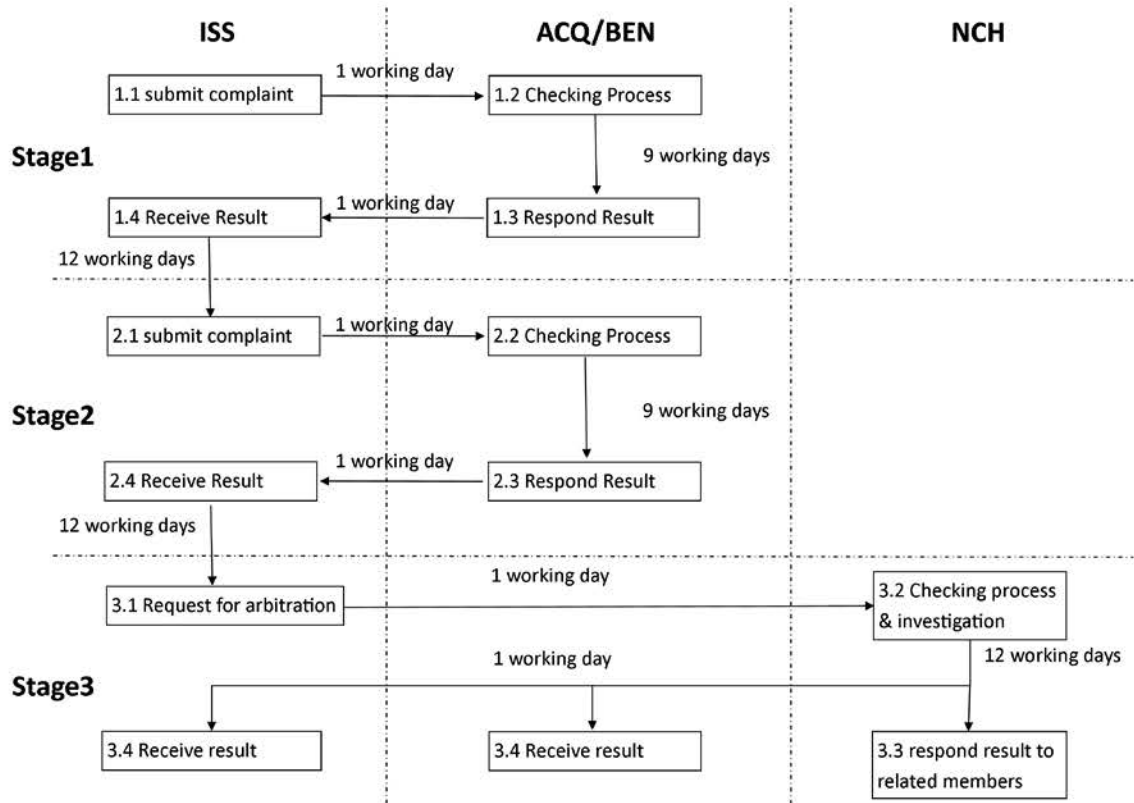 ISS
ACQ/BEN
NCH
1 working day
1.1 submit complaint
1.2 Checking Process
Stage1
9 working days
1 working day
1.4 Receive Result
1.3 Respond Result
12 working days
2.1 submit complaint
1 working day
2.2 Checking Process
Stage2
9 working days
1 working day
2.4 Receive Result
2.3 Respond Result
12 working days
1 working day
3.1 Request for arbitration
3.2 Checking process
& investigation
1 working day
12 working days
Stage3
3.4 Receive result
3.4 Receive result
3.3 respond result to
related members